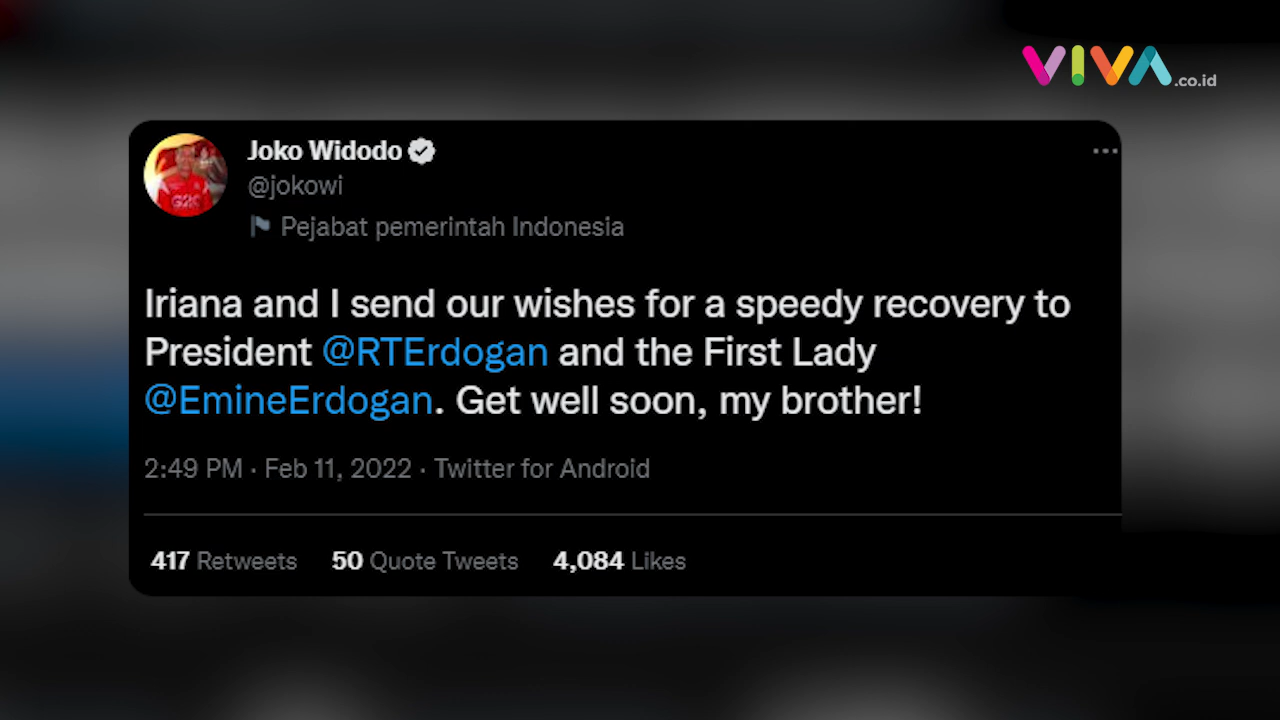 VIVA.co.id
Joko Widodo
@jokowi
Pejabat pemerintah Indonesia
Iriana and I send our wishes for a speedy recovery to
President @RTErdogan and the First Lady
@EmineErdogan. Get well soon, my brother!
2:49 PM · Feb 11, 2022 · Twitter for Android
417 Retweets 50 Quote Tweets 4,084 Likes